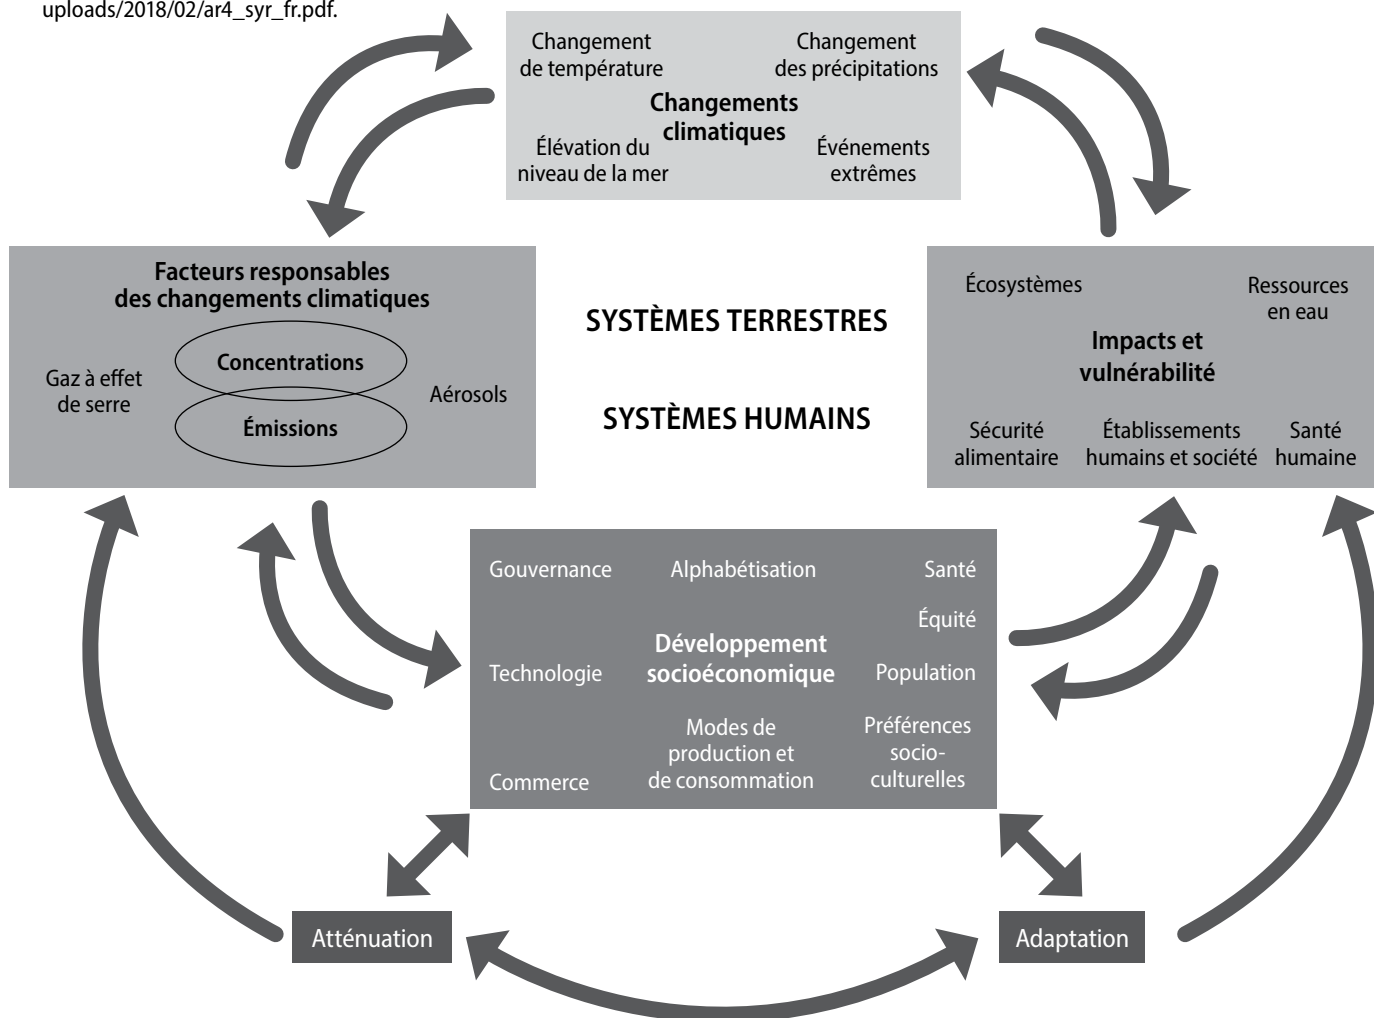 uploads/2018/02/ar4_syr_fr.pdf.
Changement
de température
Changement
des précipitations
Changements
climatiques
Élévation du
niveau de la mer
Événements
extrêmes
Facteurs responsables
des changements climatiques
Concentrations
Gaz à effet
de serre
Aérosols
Émissions
SYSTÈMES TERRESTRES
SYSTÈMES HUMAINS
Écosystèmes
Ressources
en eau
Impacts et
vulnérabilité
Sécurité
alimentaire
Établissements
humains et société
Santé
humaine
Gouvernance
Alphabétisation
Santé
Équité
Développement
socioéconomique
Technologie
Population
Modes de
production et
de consommation
Préférences
socio-
culturelles
Commerce
Atténuation
Adaptation